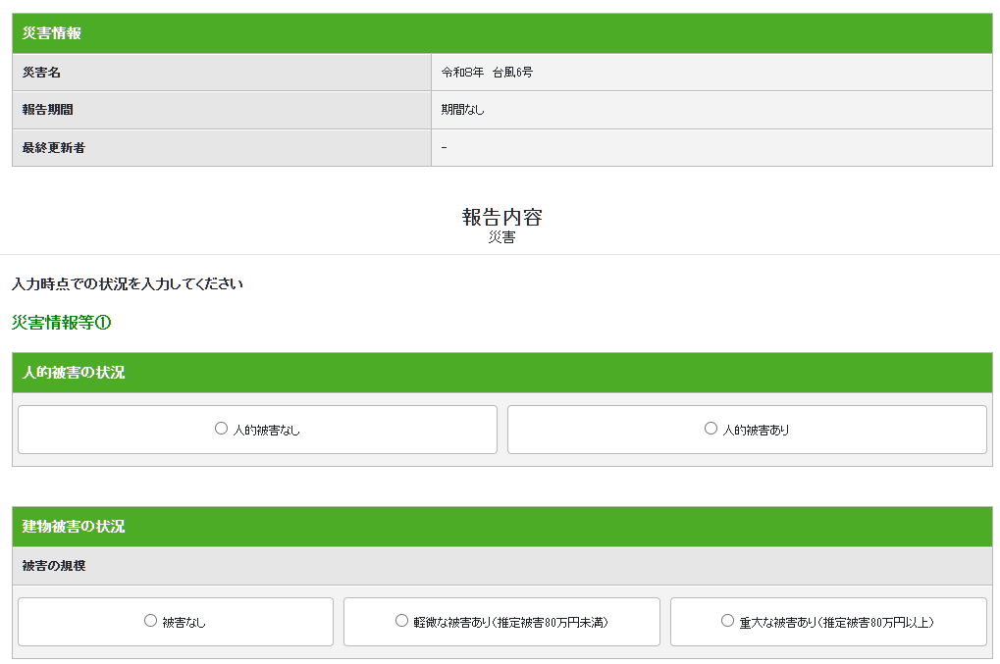 災害情報
災害名 令和8年 台風6号
報告期間 期間なし
最終更新者 -
報告内容
災害
入力時点での状況を入力してください
災害情報等①
人的被害の状況
人的被害なし 人的被害あり
建物被害の状況
被害の規模
被害なし 軽微な被害あり(推定被害80万円未満) 重大な被害あり(推定被害80万円以上)